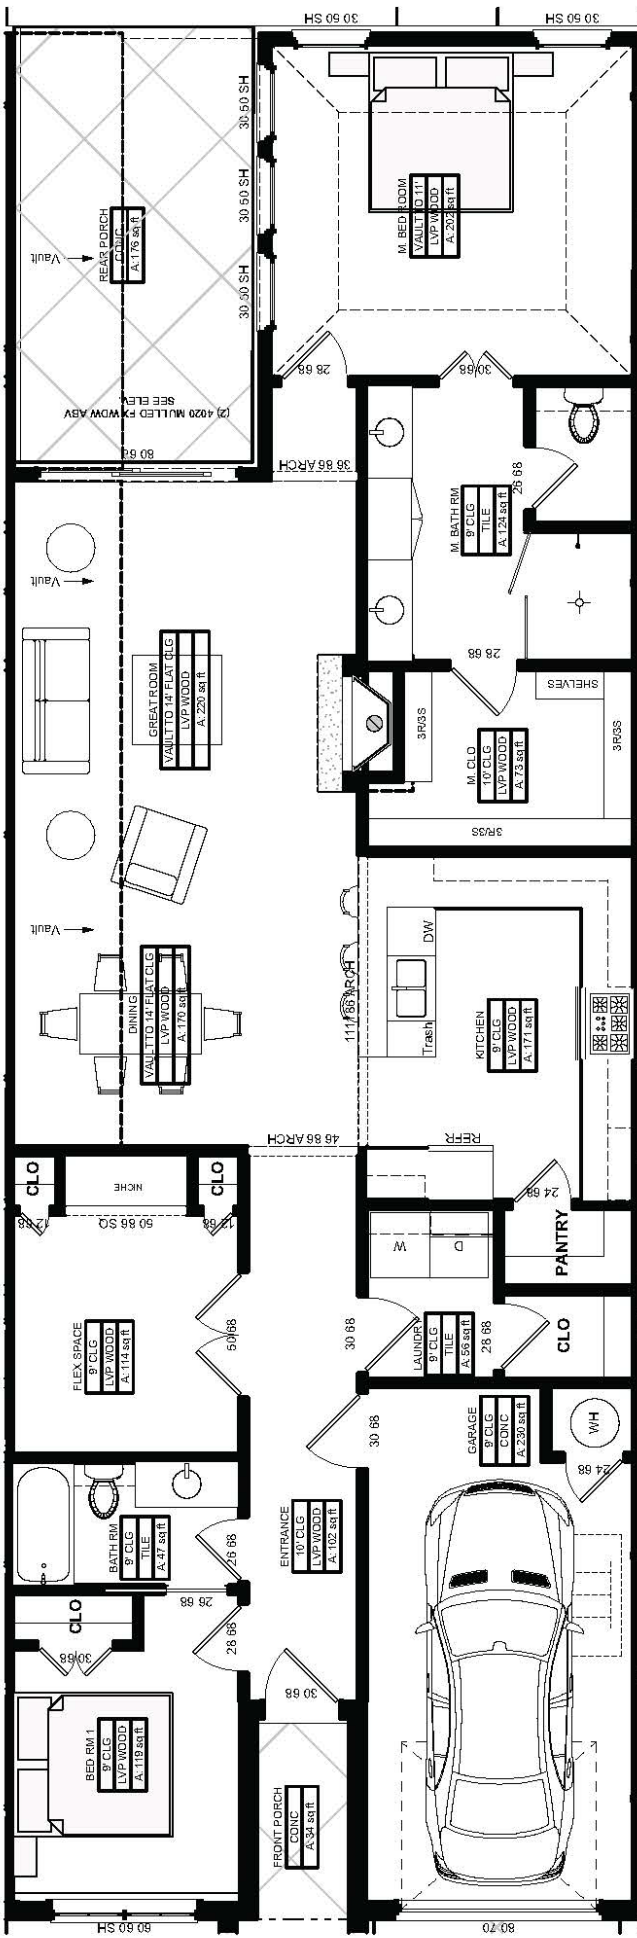 30 50 SH
30 50 SH
30 50 SH
30 50 SH
30 50 SH
REAR PORCH
CONC
A: 176 sq ft
Vault
M. BED ROOM
VAULT TO 11'
LVP WOOD
A: 202 sq ft
(2) 4020 MULLED FX WDW ABV
SEE ELEV
80 68
28 68
30 68
36 86 ARCH
M. BATH RM
9' CLG
TILE
A: 124 sq ft
26 68
28 68
Vault
GREAT ROOM
VAULT TO 14' FLAT CLG
LVP WOOD
A: 220 sq ft
3R/3S
M. CLO
10' CLG
LVP WOOD
A: 73 sq ft
SHELVES
3R/3S
3R/3S
Vault
DINING
VAULT TO 14' FLAT CLG
LVP WOOD
A: 170 sq ft
DW
Trash
KITCHEN
9' CLG
LVP WOOD
A: 171 sq ft
46 86 ARCH
REFR
24 68
CLO
NICHE
CLO
12 68
50 86 SQ
12 68
W
D
PANTRY
FLEX SPACE
9' CLG
LVP WOOD
A: 114 sq ft
50 68
30 68
LAUNDRY
9' CLG
TILE
A: 56 sq ft
28 68
CLO
30 68
GARAGE
9' CLG
CONC
A: 230 sq ft
WH
24 68
BATH RM
9' CLG
TILE
A: 47 sq ft
26 68
ENTRANCE
10' CLG
LVP WOOD
A: 102 sq ft
CLO
30 68
26 68
28 68
30 68
BED RM 1
9' CLG
LVP WOOD
A: 119 sq ft
FRONT PORCH
CONC
A: 34 sq ft
60 60 SH
80 70